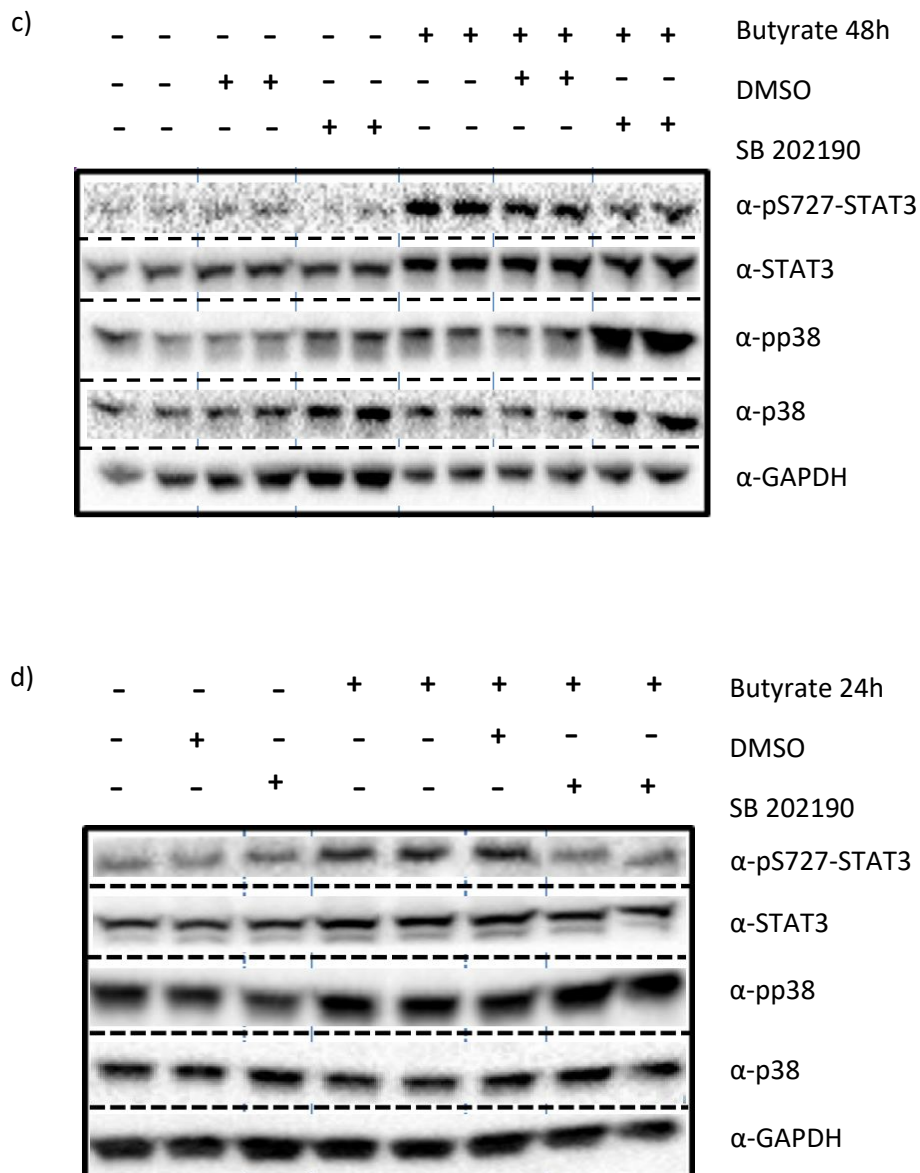 c)
– – – – – – + + + + + + Butyrate 48h
– – + + – – – – + + – – DMSO
– – – – + + – – – – + + SB 202190
α-pS727-STAT3
α-STAT3
α-pp38
α-p38
α-GAPDH
d)
– – – + + + + + Butyrate 24h
– + – – – + – – DMSO
– – + – – – + + SB 202190
α-pS727-STAT3
α-STAT3
α-pp38
α-p38
α-GAPDH